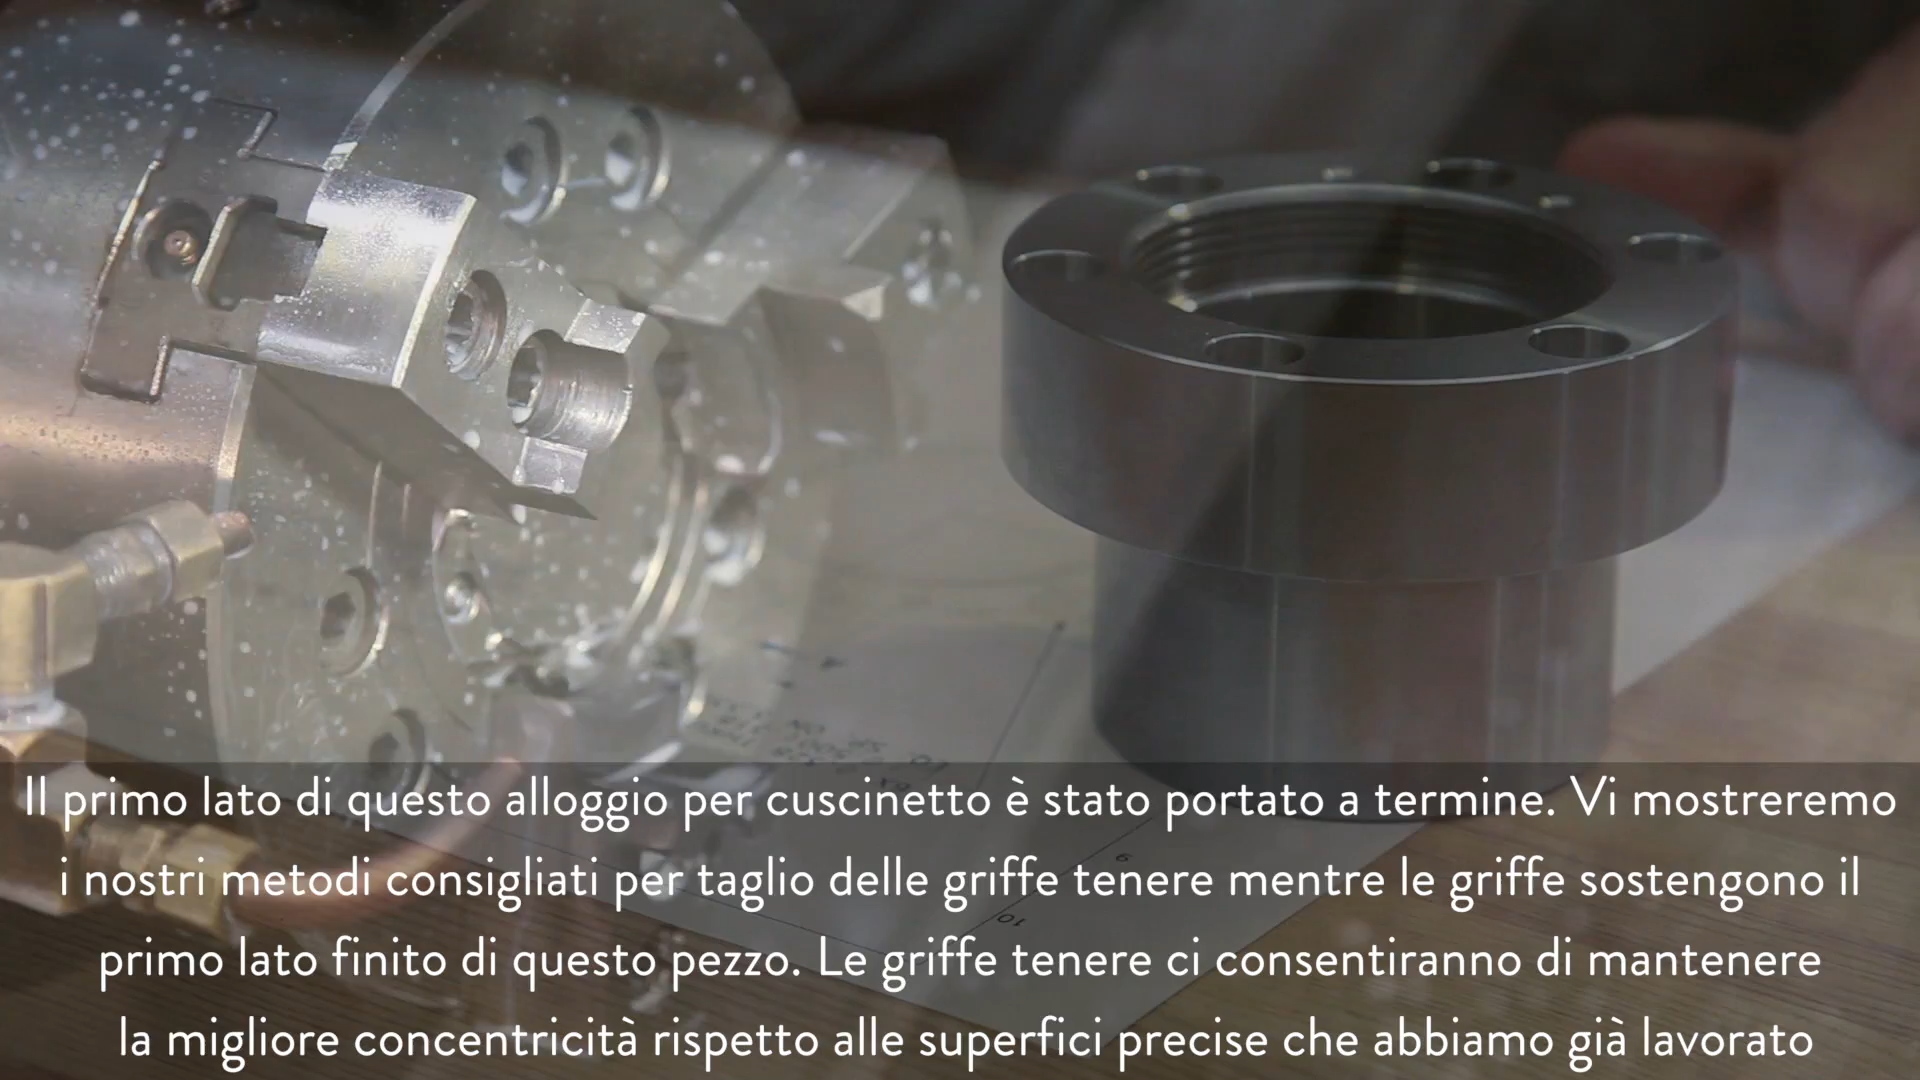 Il primo lato di questo alloggio per cuscinetto è stato portato a termine. Vi mostreremo
i nostri metodi consigliati per taglio delle griffe tenere mentre le griffe sostengono il
primo lato finito di questo pezzo. Le griffe tenere ci consentiranno di mantenere
la migliore concentricità rispetto alle superfici precise che abbiamo già lavorato
10